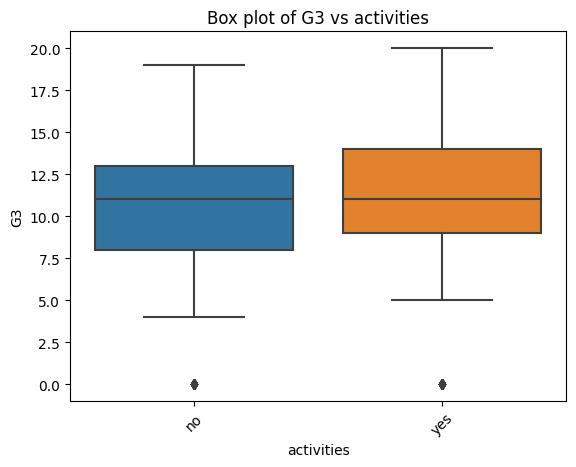 Box plot of G3 vs activities
20.0
17.5
15.0
12.5
10.0
7.5
5.0
2.5
0.0
G3
no
yes
activities